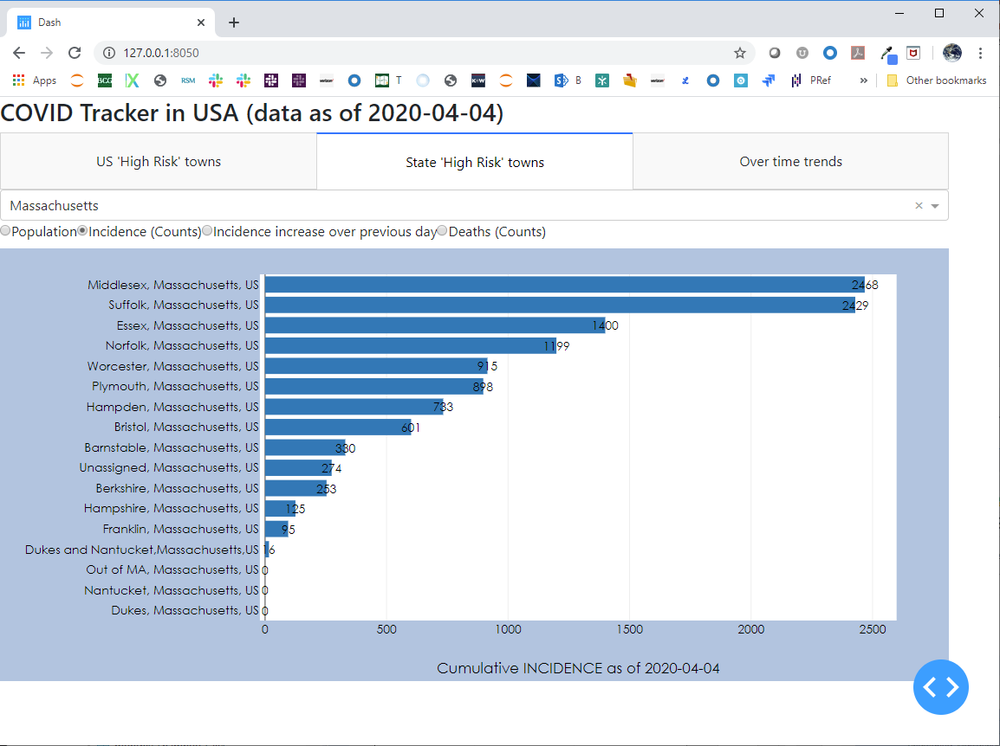 Dash
127.0.0.1:8050
Apps BCG RSM verizon T K+W B verizon PRef » Other bookmarks
COVID Tracker in USA (data as of 2020-04-04)
US 'High Risk' towns State 'High Risk' towns Over time trends
Massachusetts
Population Incidence (Counts) Incidence increase over previous day Deaths (Counts)
Middlesex, Massachusetts, US 2468
Suffolk, Massachusetts, US 2429
Essex, Massachusetts, US 1400
Norfolk, Massachusetts, US 1199
Worcester, Massachusetts, US 915
Plymouth, Massachusetts, US 898
Hampden, Massachusetts, US 733
Bristol, Massachusetts, US 601
Barnstable, Massachusetts, US 330
Unassigned, Massachusetts, US 274
Berkshire, Massachusetts, US 253
Hampshire, Massachusetts, US 125
Franklin, Massachusetts, US 95
Dukes and Nantucket,Massachusetts,US 16
Out of MA, Massachusetts, US 0
Nantucket, Massachusetts, US 0
Dukes, Massachusetts, US 0
0 500 1000 1500 2000 2500
Cumulative INCIDENCE as of 2020-04-04